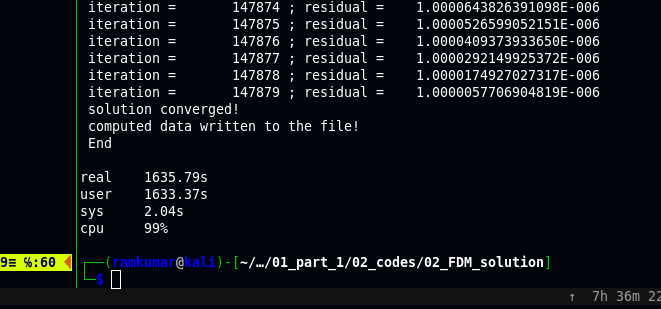 iteration =       147874 ; residual =    1.0000643826391098E-006
iteration =       147875 ; residual =    1.0000526599052151E-006
iteration =       147876 ; residual =    1.0000409373933650E-006
iteration =       147877 ; residual =    1.0000292149925372E-006
iteration =       147878 ; residual =    1.0000174927027317E-006
iteration =       147879 ; residual =    1.0000057706904819E-006
solution converged!
computed data written to the file!
End
real    1635.79s
user    1633.37s
sys     2.04s
cpu     99%
9≡ ℅:60 ┌──(ramkumar@kali)-[~/…/01_part_1/02_codes/02_FDM_solution]
└─$
↑  7h 36m 22